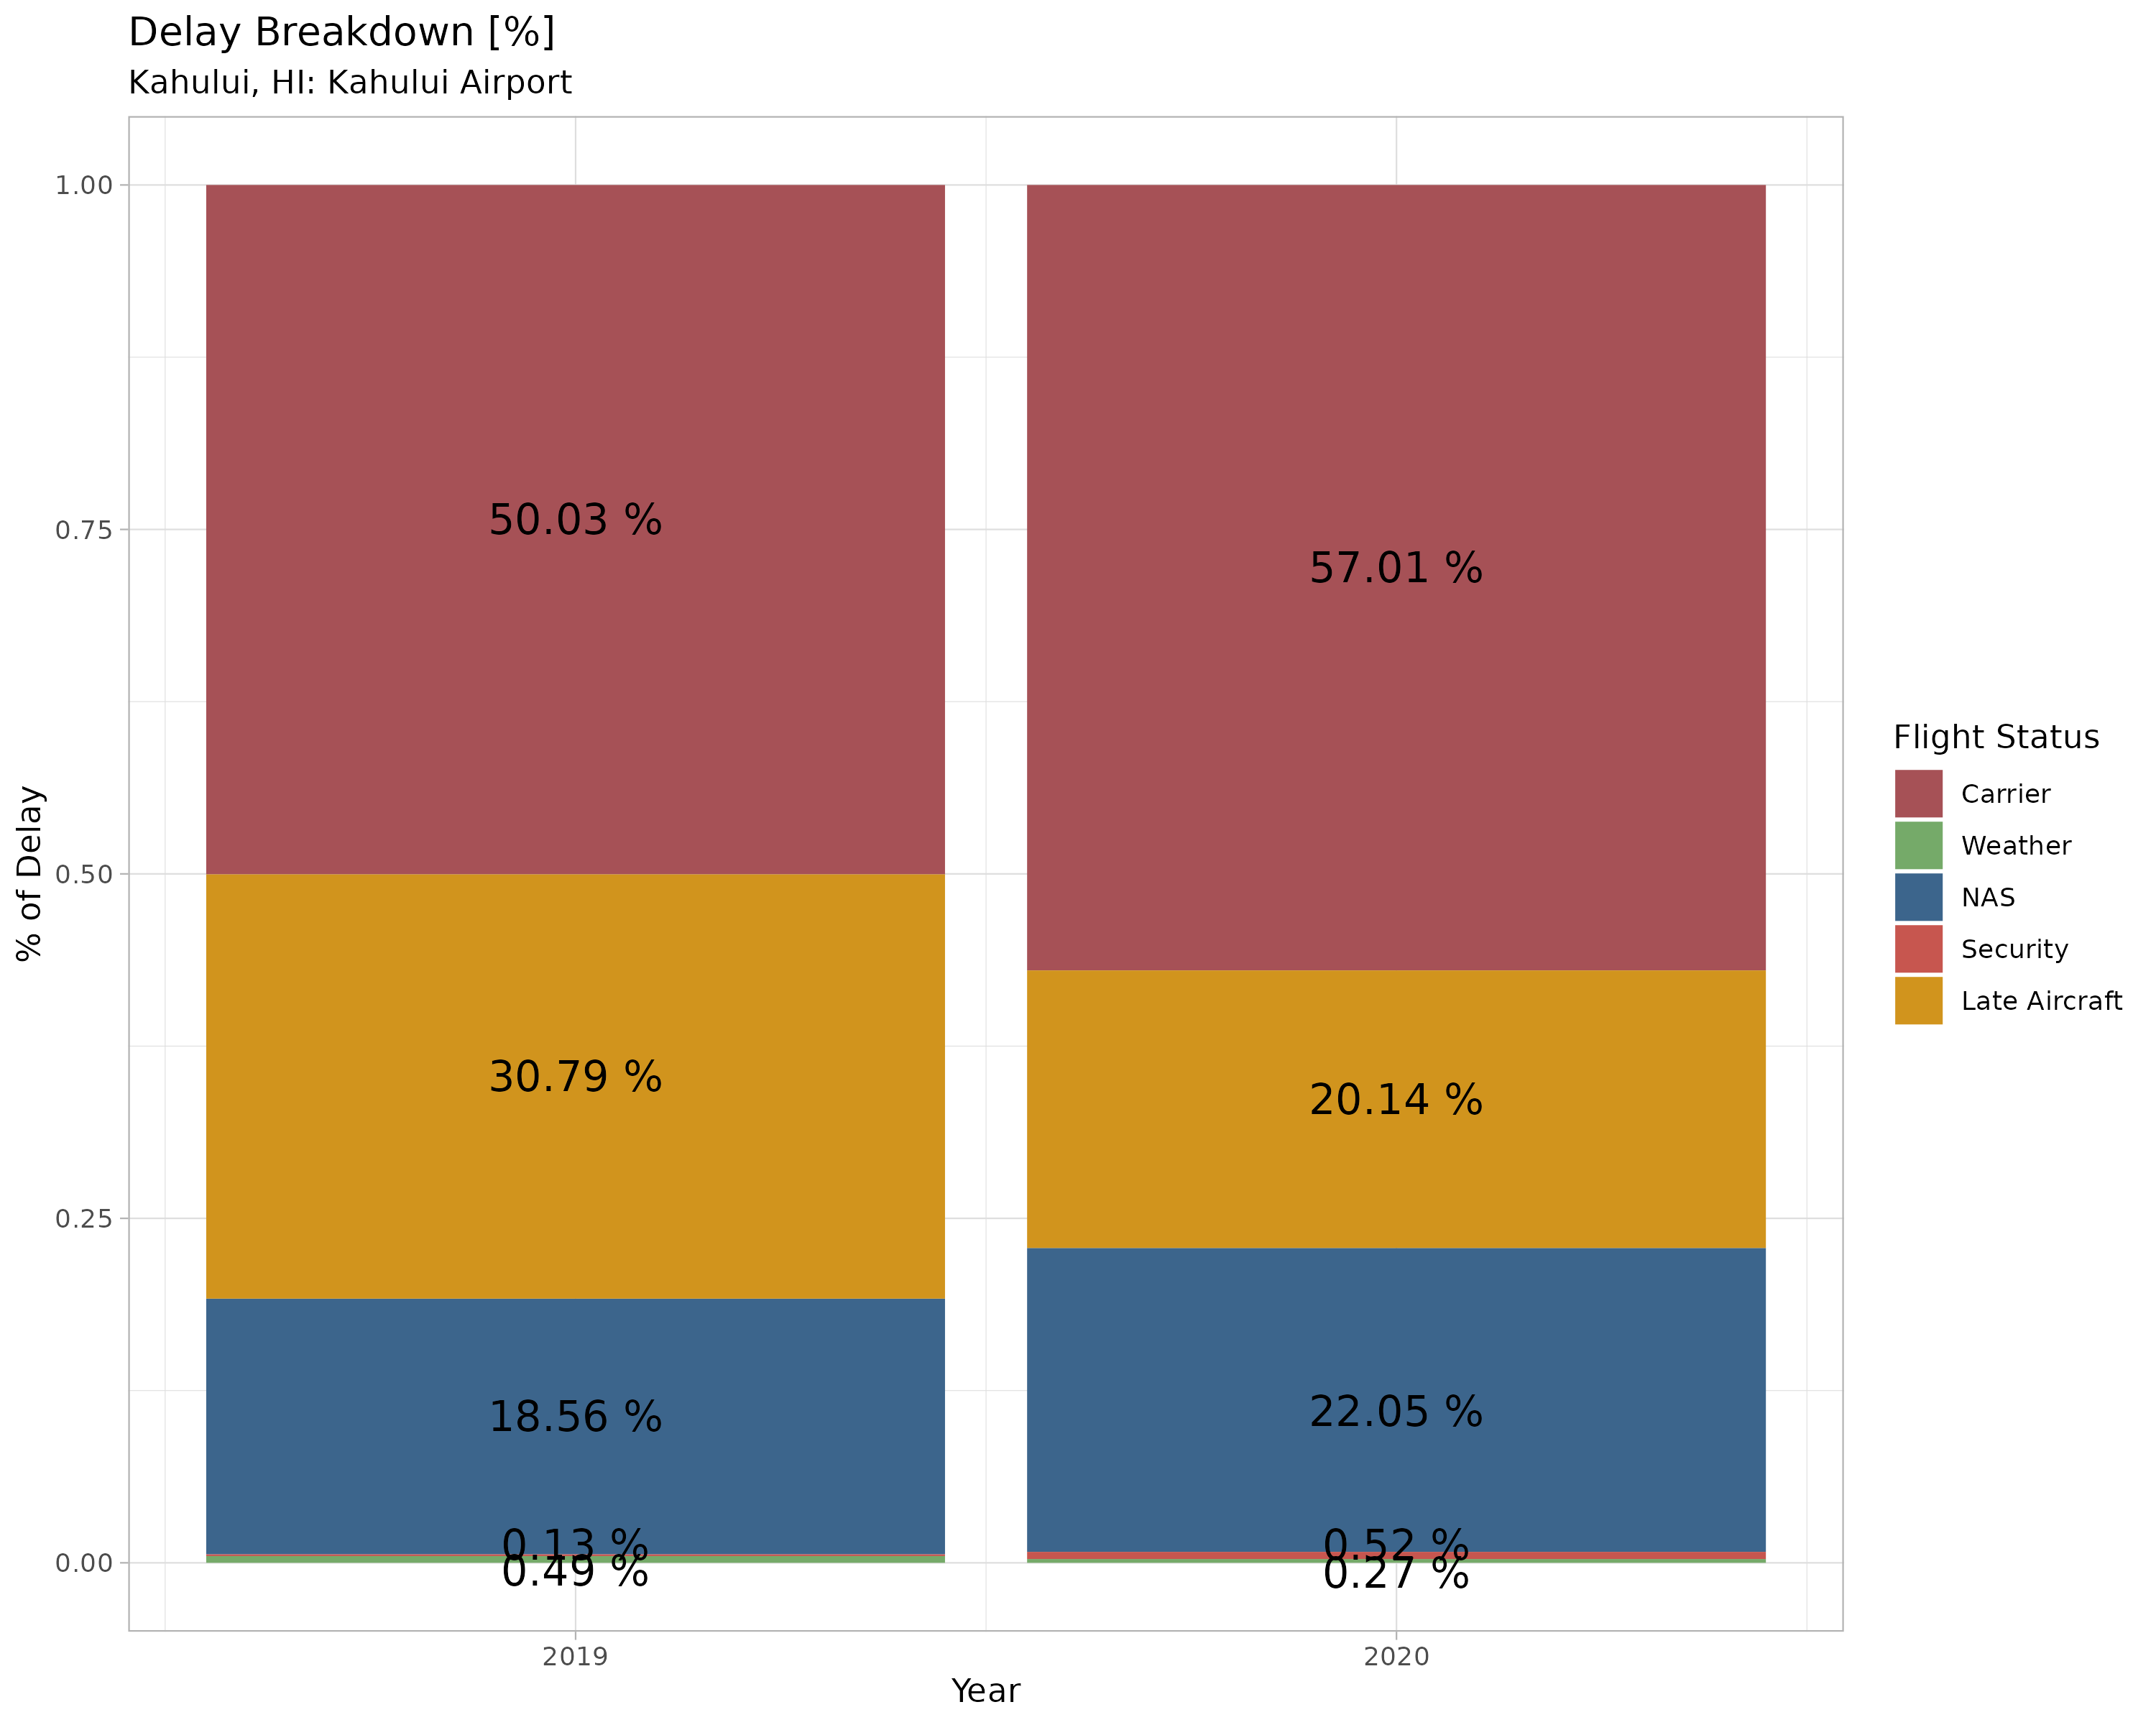 Delay Breakdown [%]
Kahului, HI: Kahului Airport
% of Delay
1.00
0.75
0.50
0.25
0.00
50.03 %
30.79 %
18.56 %
0.13 %
0.49 %
57.01 %
20.14 %
22.05 %
0.52 %
0.27 %
2019
2020
Year
Flight Status
Carrier
Weather
NAS
Security
Late Aircraft